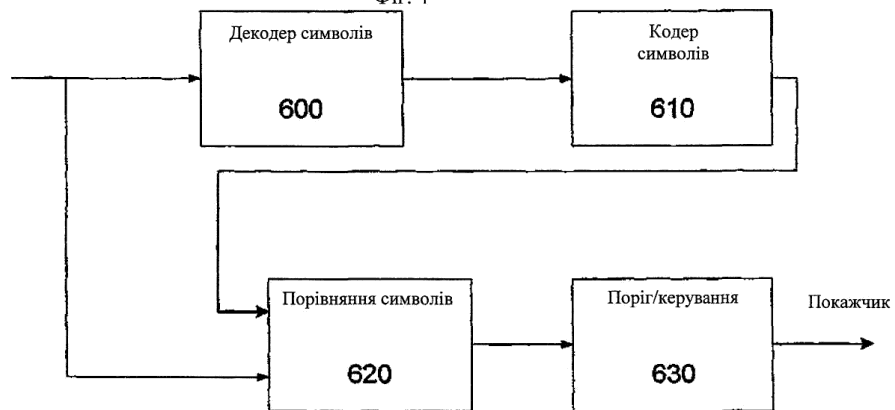 Декодер символів
600
Кодер
символів
610
Порівняння символів
620
Поріг/керування
630
Покажчик